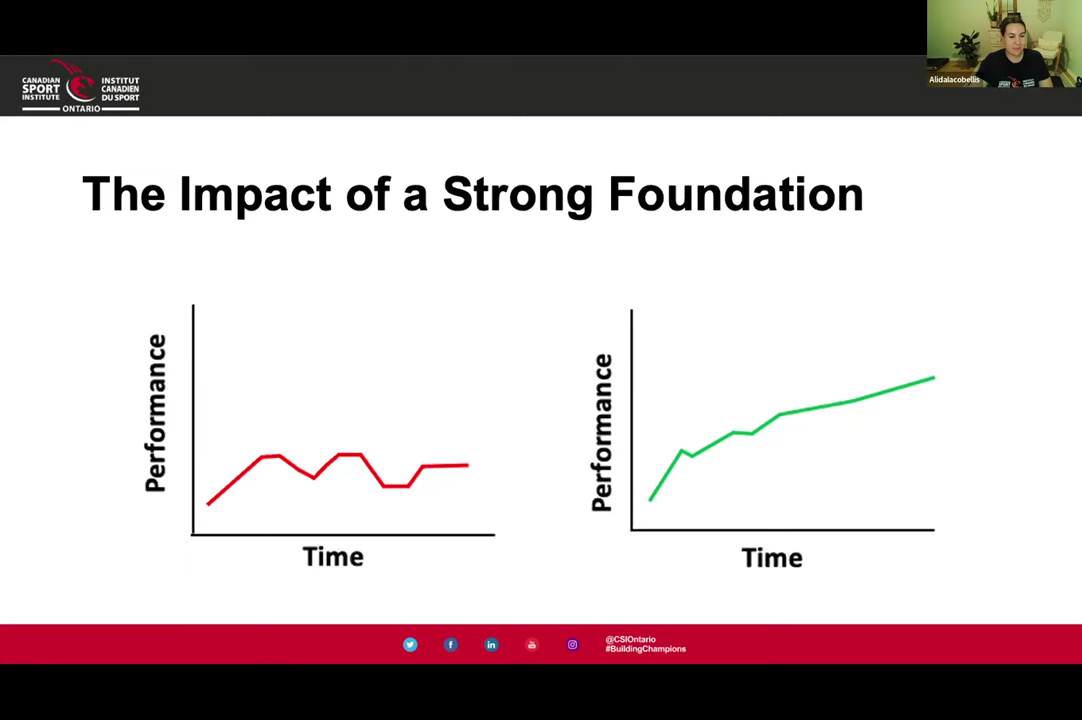 CANADIAN
SPORT
INSTITUTE
INSTITUT
CANADIEN
DU SPORT
ONTARIO
AlidaIacobellis
The Impact of a Strong Foundation
Performance
Time
Performance
Time
@CSIOntario
#BuildingChampions